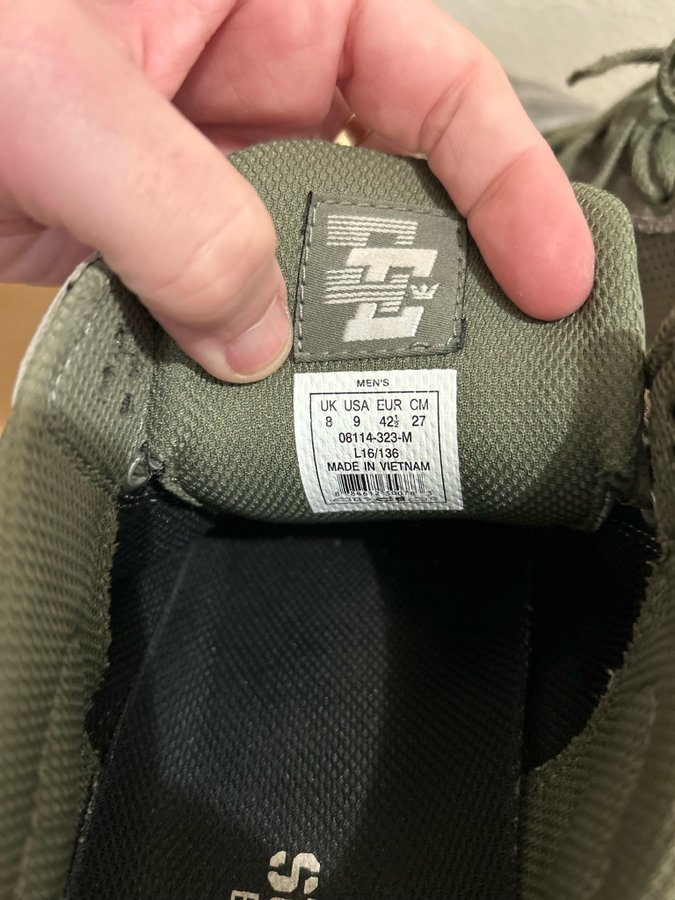 MEN'S
UK USA EUR CM
8 9 42½ 27
08114-323-M
L16/136
MADE IN VIETNAM